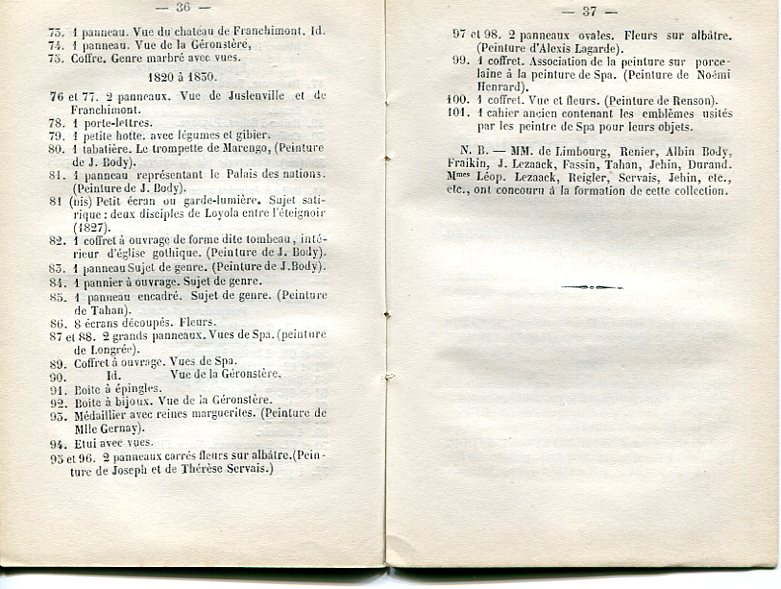 — 36 —
73. 1 panneau. Vue du chateau de Franchimont. Id.
74. 1 panneau. Vue de la Géronstère,
75. Coffre. Genre marbré avec vues.
1820 à 1830.
76 et 77. 2 panneaux. Vue de Juslenville et de
Franchimont.
78. 1 porte-lettres.
79. 1 petite hotte. avec légumes et gibier.
80. 1 tabatière. Le trompette de Marengo, (Peinture
de J. Body).
81. 1 panneau représentant le Palais des nations.
(Peinture de J. Body).
81 (bis) Petit écran ou garde-lumière. Sujet sati-
rique : deux disciples de Loyola entre l'éteignoir
(1827).
82. 1 coffret à ouvrage de forme dite tombeau, inté-
rieur d'église gothique. (Peinture de J. Body).
83. 1 panneau Sujet de genre. (Peinture de J.Body).
84. 1 pannier à ouvrage. Sujet de genre.
85. 1 panneau encadré. Sujet de genre. (Peinture
de Tahan).
86. 8 écrans découpés. Fleurs.
87 et 88. 2 grands panneaux. Vues de Spa. (peinture
de Longrée).
89. Coffret à ouvrage. Vues de Spa.
90. Id. Vue de la Géronstère.
91. Boite à épingles.
92. Boite à bijoux. Vue de la Géronstère.
93. Médaillier avec reines marguerites. (Peinture de
Mlle Gernay).
94. Etui avec vues.
95 et 96. 2 panneaux carrés fleurs sur albâtre.(Pein-
ture de Joseph et de Thérèse Servais.)
— 37 —
97 et 98. 2 panneaux ovales. Fleurs sur albâtre.
(Peinture d'Alexis Lagarde).
99. 1 coffret. Association de la peinture sur porce-
laine à la peinture de Spa. (Peinture de Noémi
Henrard).
100. 1 coffret. Vue et fleurs. (Peinture de Renson).
101. 1 cahier ancien contenant les emblèmes usités
par les peintre de Spa pour leurs objets.
N. B. — MM. de Limbourg, Renier, Albin Body,
Fraikin, J. Lezaack, Fassin, Tahan, Jehin, Durand.
Mmes Léop. Lezaack, Reigler, Servais, Jehin, etc.,
etc., ont concouru à la formation de cette collection.